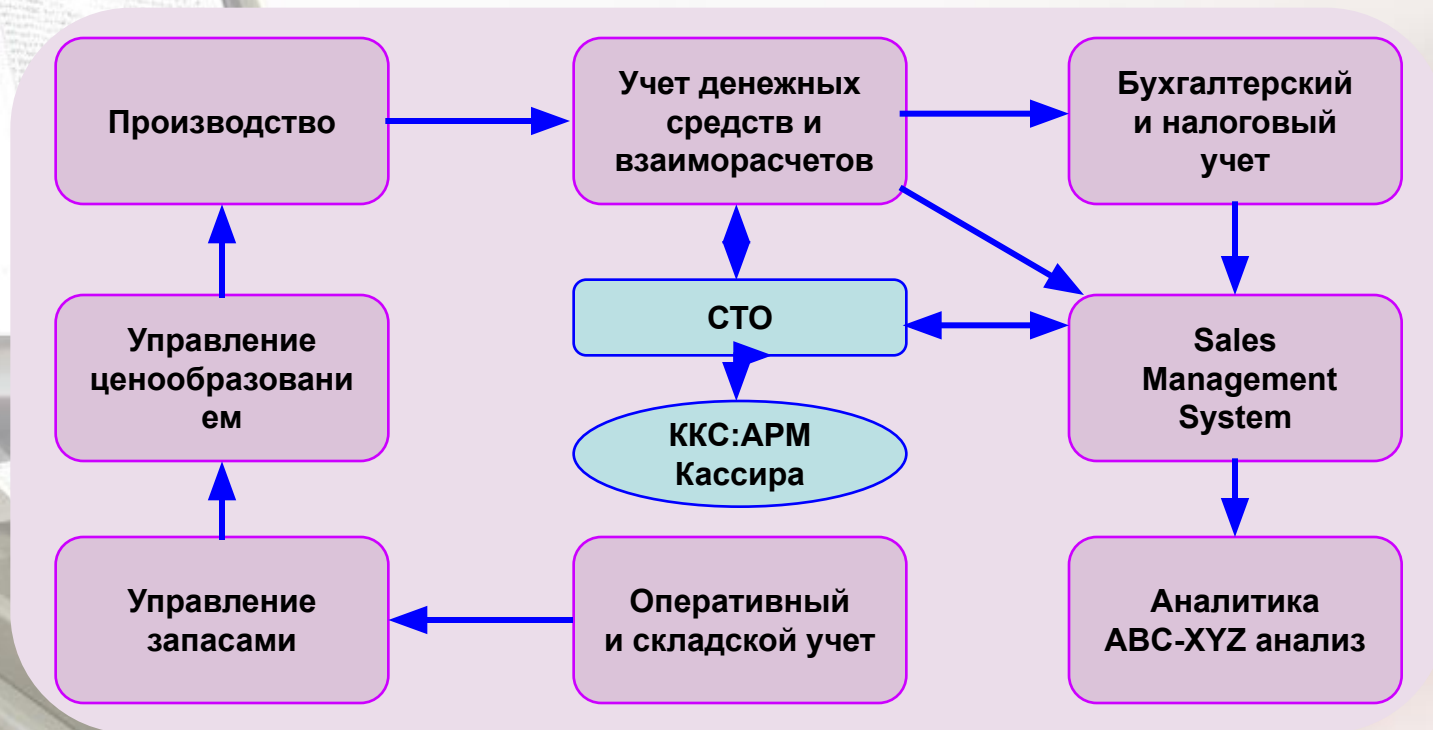 Производство
Учет денежных
средств и
взаиморасчетов
Бухгалтерский
и налоговый
учет
Управление
ценообразовани
ем
СТО
Sales
Management
System
ККС:АРМ
Кассира
Управление
запасами
Оперативный
и складской учет
Аналитика
ABC-XYZ анализ